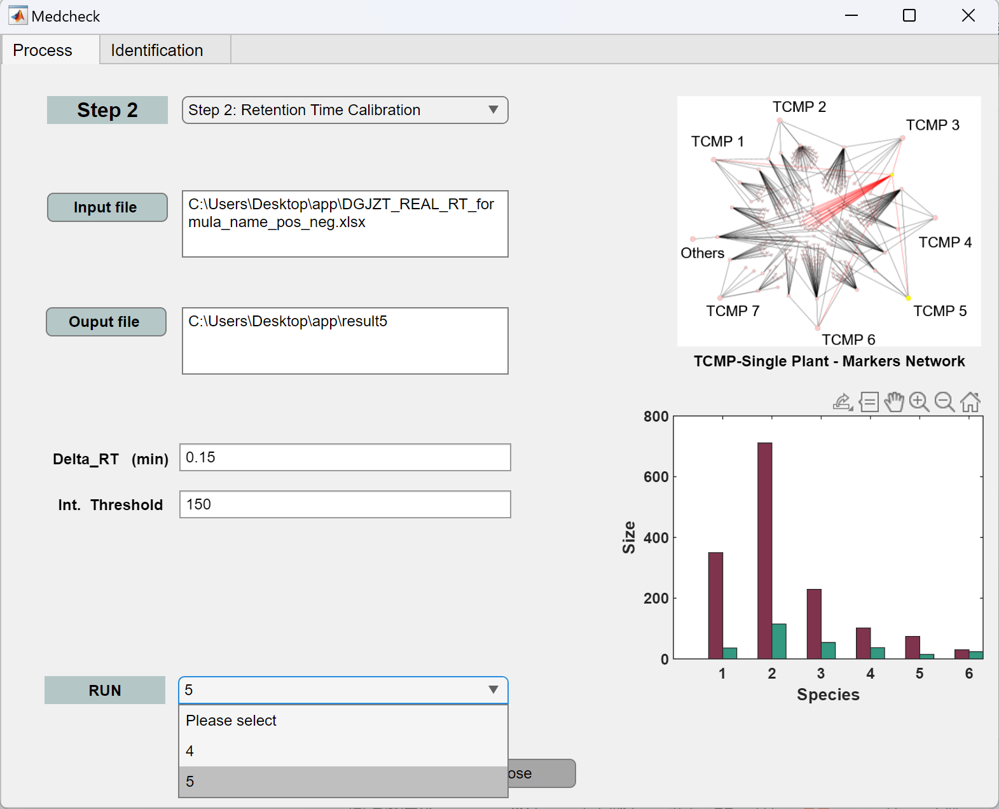 Medcheck
Process
Identification
Step 2
Step 2: Retention Time Calibration
Input file
C:\Users\Desktop\app\DGJZT_REAL_RT_for
mula_name_pos_neg.xlsx
Ouput file
C:\Users\Desktop\app\result5
Delta_RT (min)
0.15
Int. Threshold
150
RUN
5
Please select
4
5
ose
TCMP 2
TCMP 3
TCMP 1
TCMP 4
Others
TCMP 7
TCMP 5
TCMP 6
TCMP-Single Plant - Markers Network
800
600
400
200
0
Size
1 2 3 4 5 6
Species